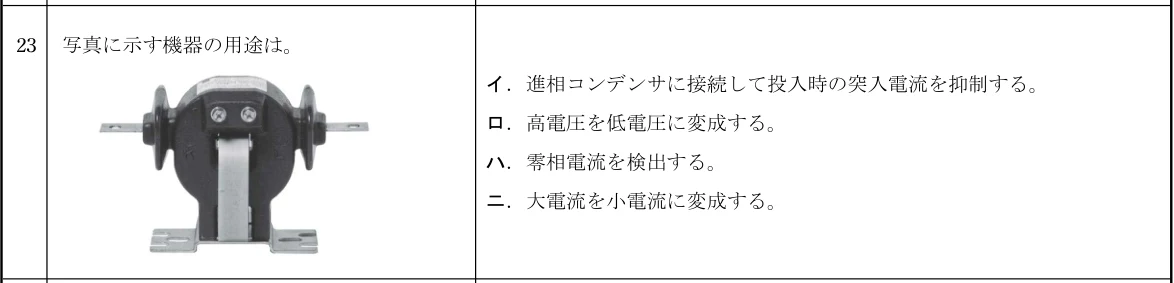 23 写真に示す機器の用途は。
イ．進相コンデンサに接続して投入時の突入電流を抑制する。
ロ．高電圧を低電圧に変成する。
ハ．零相電流を検出する。
ニ．大電流を小電流に変成する。